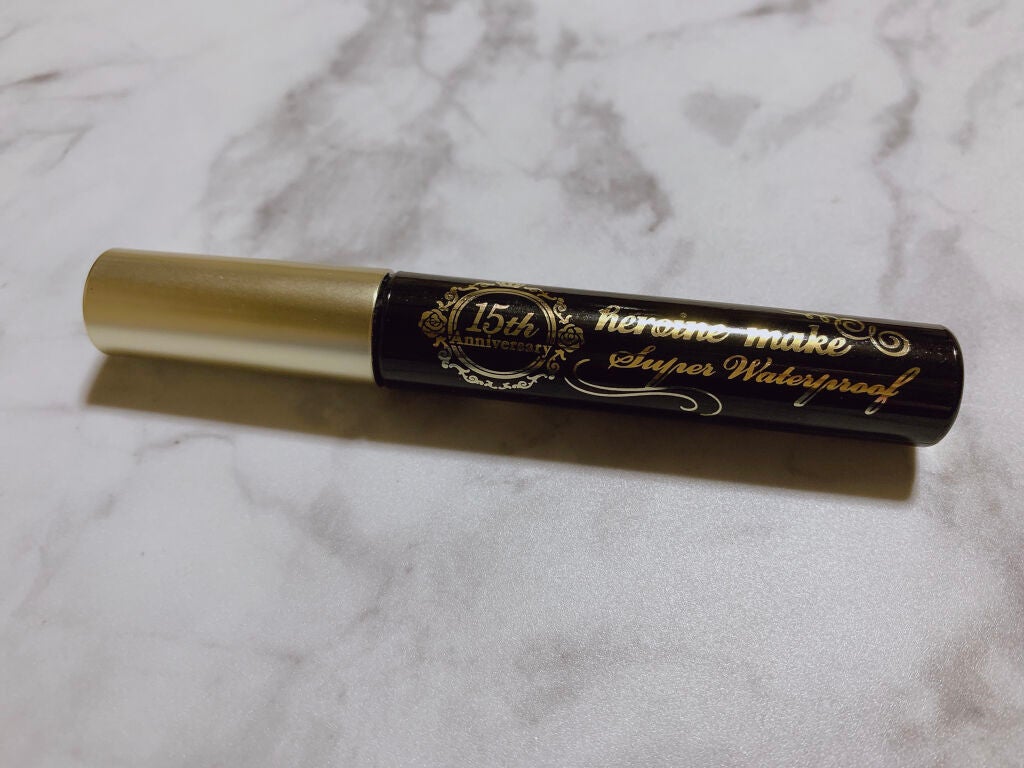 15th
Anniversary
heroine make
Super Waterproof